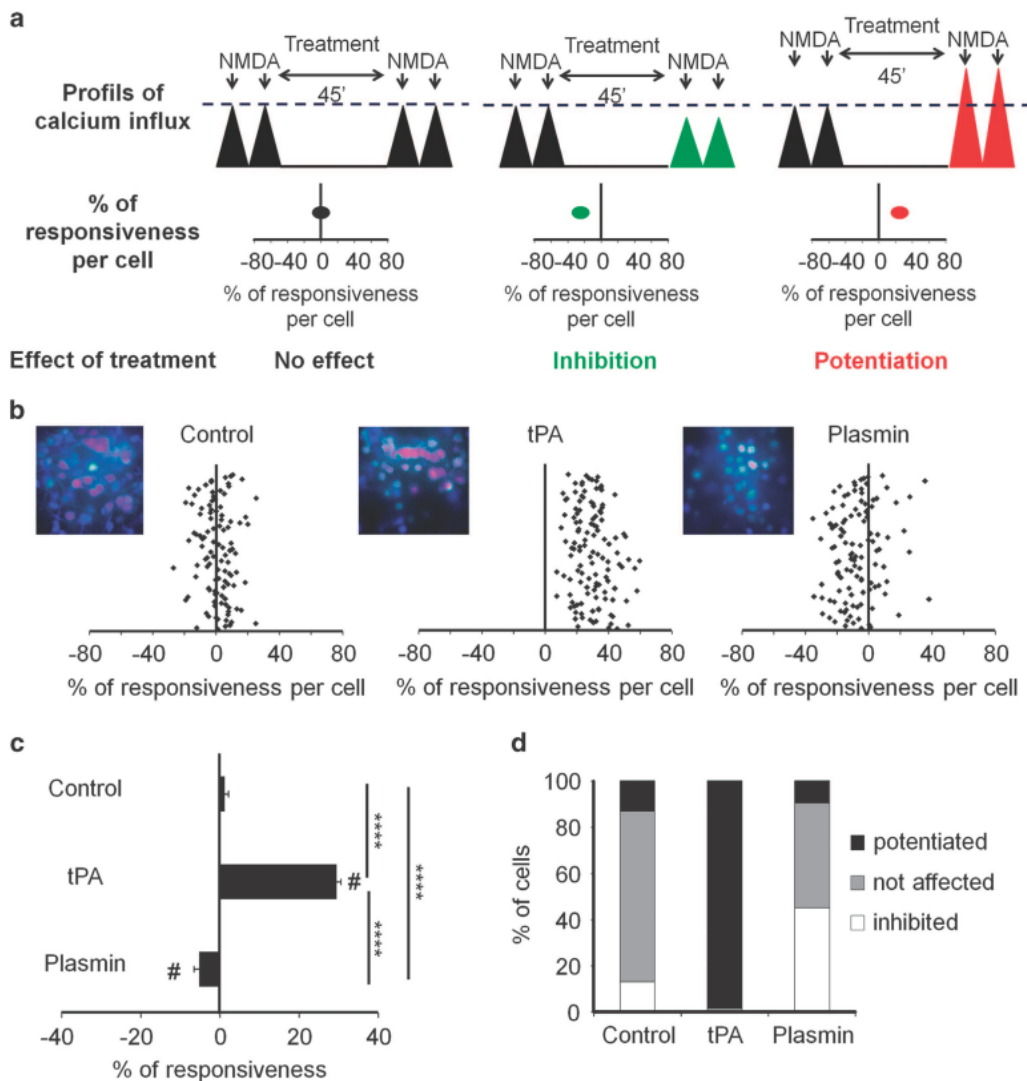 a
Treatment
NMDA
NMDA
45'
Treatment
NMDA
NMDA
45'
Treatment
NMDA
NMDA
45'
Profils of
calcium influx
% of
responsiveness
per cell
-80 -40 0 40 80
% of responsiveness
per cell
-80 -40 0 40 80
% of responsiveness
per cell
-80 -40 0 40 80
% of responsiveness
per cell
Effect of treatment No effect Inhibition Potentiation
b
Control
tPA
Plasmin
-80 -40 0 40 80
-80 -40 0 40 80
-80 -40 0 40 80
% of responsiveness per cell
% of responsiveness per cell
% of responsiveness per cell
c
Control
tPA
Plasmin
#
#
****
****
****
-40 -20 0 20 40
% of responsiveness
d
% of cells
100
80
60
40
20
0
Control tPA Plasmin
potentiated
not affected
inhibited